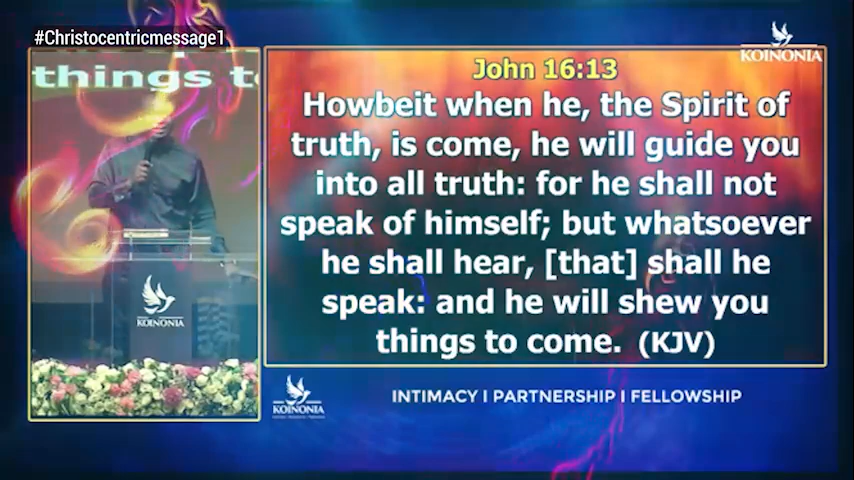 #Christocentricmessage1
KOINONIA
things to
John 16:13
Howbeit when he, the Spirit of
truth, is come, he will guide you
into all truth: for he shall not
speak of himself; but whatsoever
he shall hear, [that] shall he
speak: and he will shew you
things to come. (KJV)
KOINONIA
KOINONIA
INTIMACY I PARTNERSHIP I FELLOWSHIP